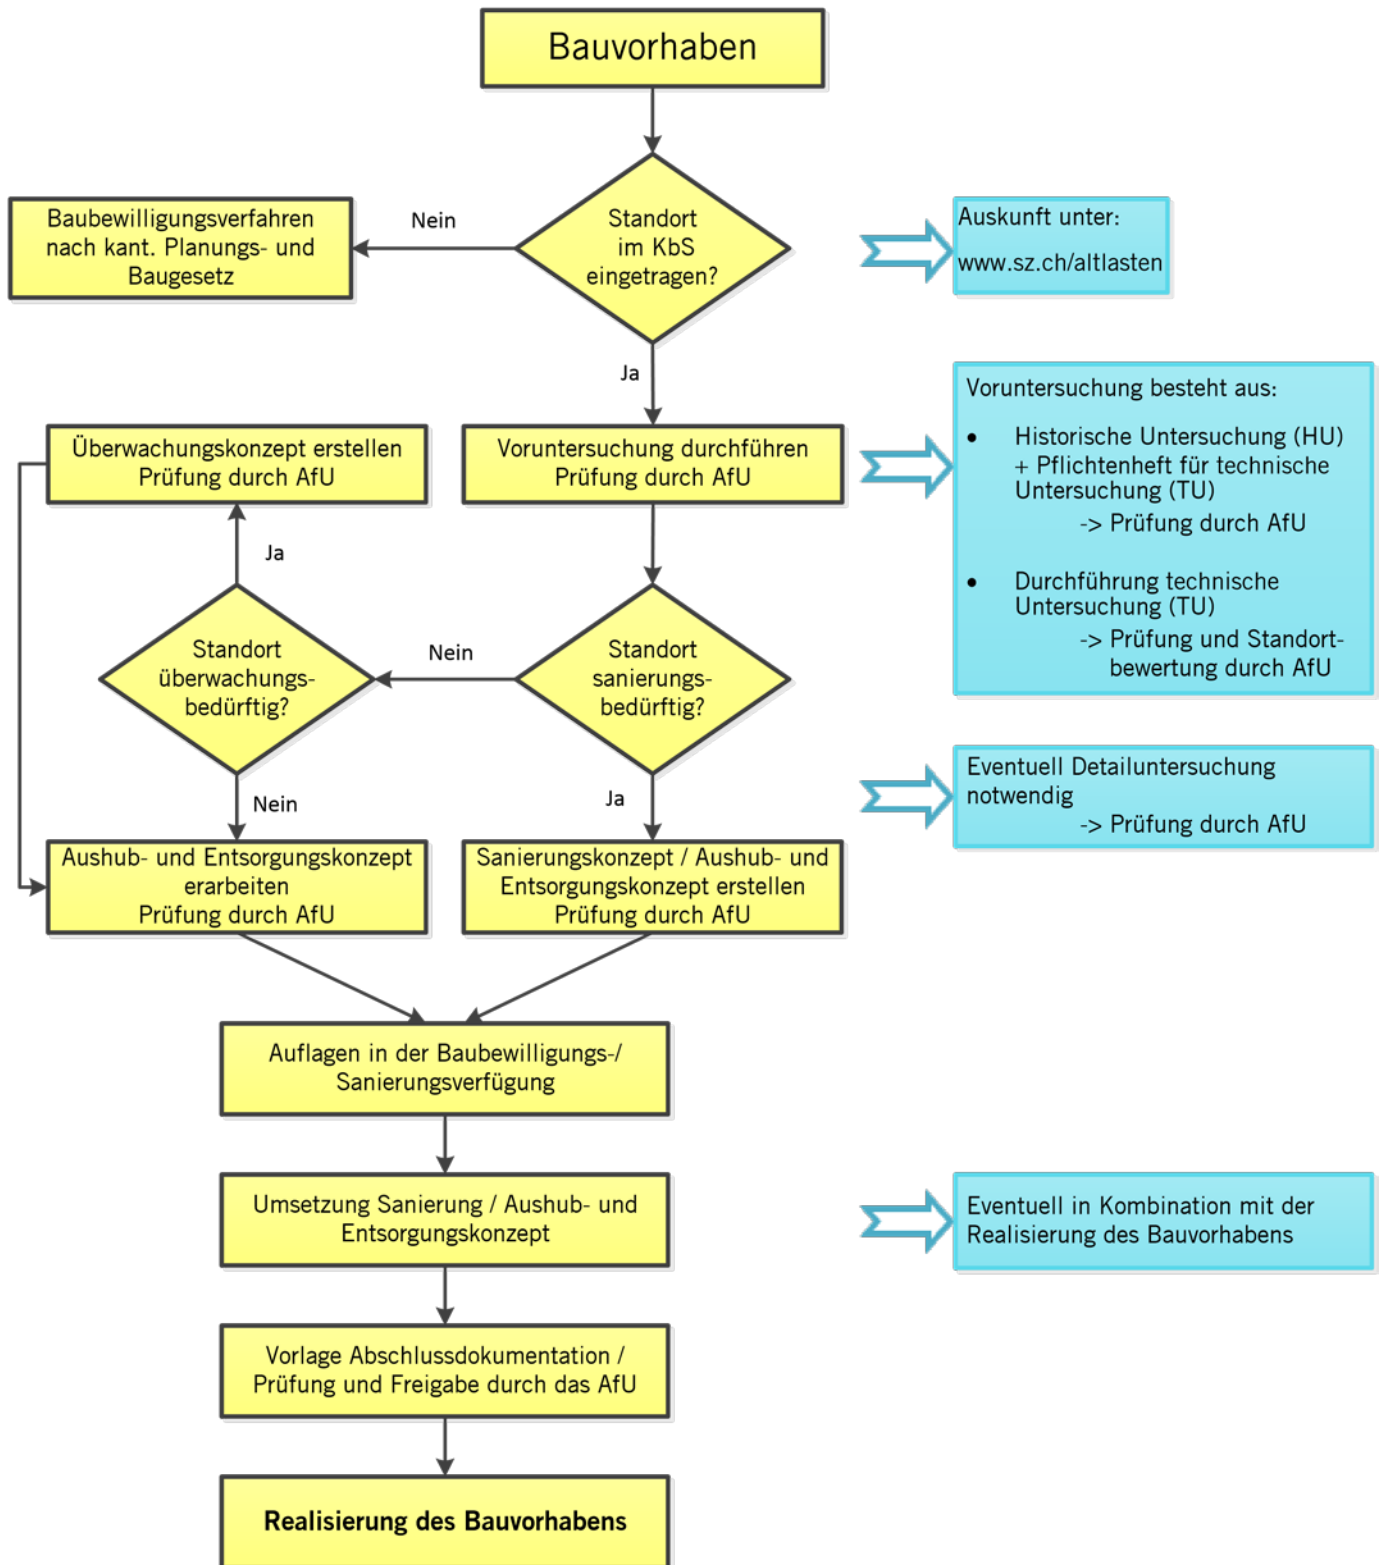 Bauvorhaben
Standort
im KbS
eingetragen?
Nein
Baubewilligungsverfahren
nach kant. Planungs- und
Baugesetz
Auskunft unter:
www.sz.ch/altlasten
Ja
Voruntersuchung durchführen
Prüfung durch AfU
Voruntersuchung besteht aus:
• Historische Untersuchung (HU)
+ Pflichtenheft für technische
Untersuchung (TU)
-> Prüfung durch AfU
• Durchführung technische
Untersuchung (TU)
-> Prüfung und Standort-
bewertung durch AfU
Überwachungskonzept erstellen
Prüfung durch AfU
Ja
Standort
sanierungs-
bedürftig?
Nein
Standort
überwachungs-
bedürftig?
Nein
Ja
Eventuell Detailuntersuchung
notwendig
-> Prüfung durch AfU
Aushub- und Entsorgungskonzept
erarbeiten
Prüfung durch AfU
Sanierungskonzept / Aushub- und
Entsorgungskonzept erstellen
Prüfung durch AfU
Auflagen in der Baubewilligungs-/
Sanierungsverfügung
Umsetzung Sanierung / Aushub- und
Entsorgungskonzept
Eventuell in Kombination mit der
Realisierung des Bauvorhabens
Vorlage Abschlussdokumentation /
Prüfung und Freigabe durch das AfU
Realisierung des Bauvorhabens